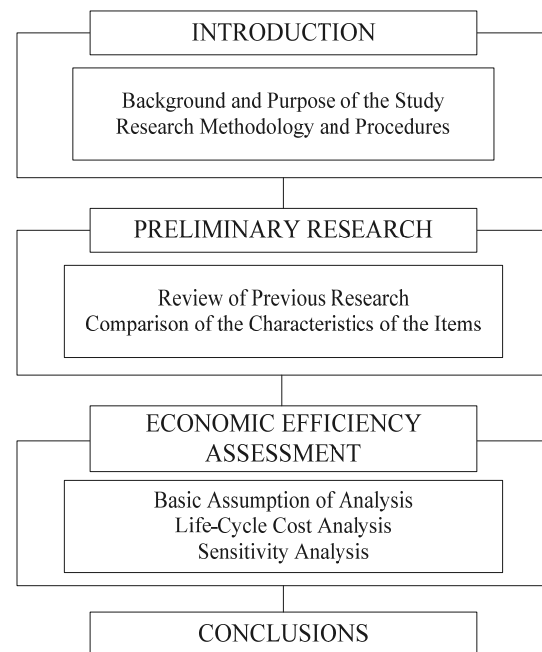 INTRODUCTION
Background and Purpose of the Study
Research Methodology and Procedures
PRELIMINARY RESEARCH
Review of Previous Research
Comparison of the Characteristics of the Items
ECONOMIC EFFICIENCY
ASSESSMENT
Basic Assumption of Analysis
Life-Cycle Cost Analysis
Sensitivity Analysis
CONCLUSIONS